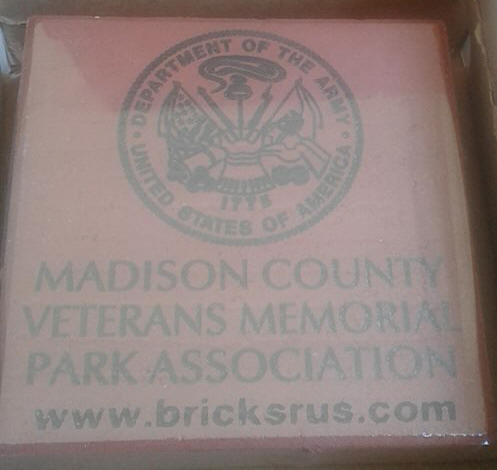 DEPARTMENT OF THE ARMY
UNITED STATES OF AMERICA
1775
MADISON COUNTY
VETERANS MEMORIAL
PARK ASSOCIATION
www.bricksrus.com